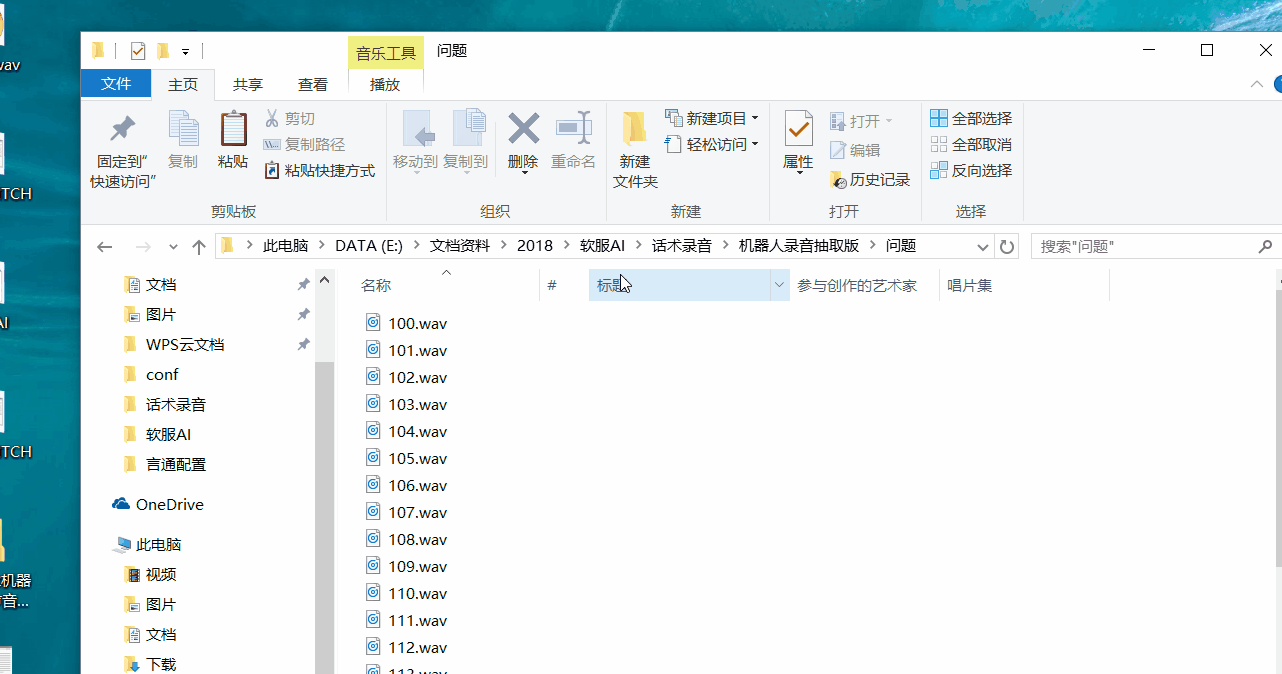 音乐工具
问题
文件
主页
共享
查看
播放
固定到“
快速访问”
复制
粘贴
剪切
复制路径
粘贴快捷方式
剪贴板
移动到
复制到
删除
重命名
组织
新建
文件夹
新建项目
轻松访问
新建
属性
打开
编辑
历史记录
打开
全部选择
全部取消
反向选择
选择
此电脑 DATA (E:) 文档资料 2018 软服AI 话术录音 机器人录音抽取版 问题
搜索"问题"
名称
#
标题
参与创作的艺术家
唱片集
文档
图片
WPS云文档
conf
话术录音
软服AI
言通配置
OneDrive
此电脑
视频
图片
文档
下载
100.wav
101.wav
102.wav
103.wav
104.wav
105.wav
106.wav
107.wav
108.wav
109.wav
110.wav
111.wav
112.wav
113.wav
wav
TCH
AI
TCH
机器
音...